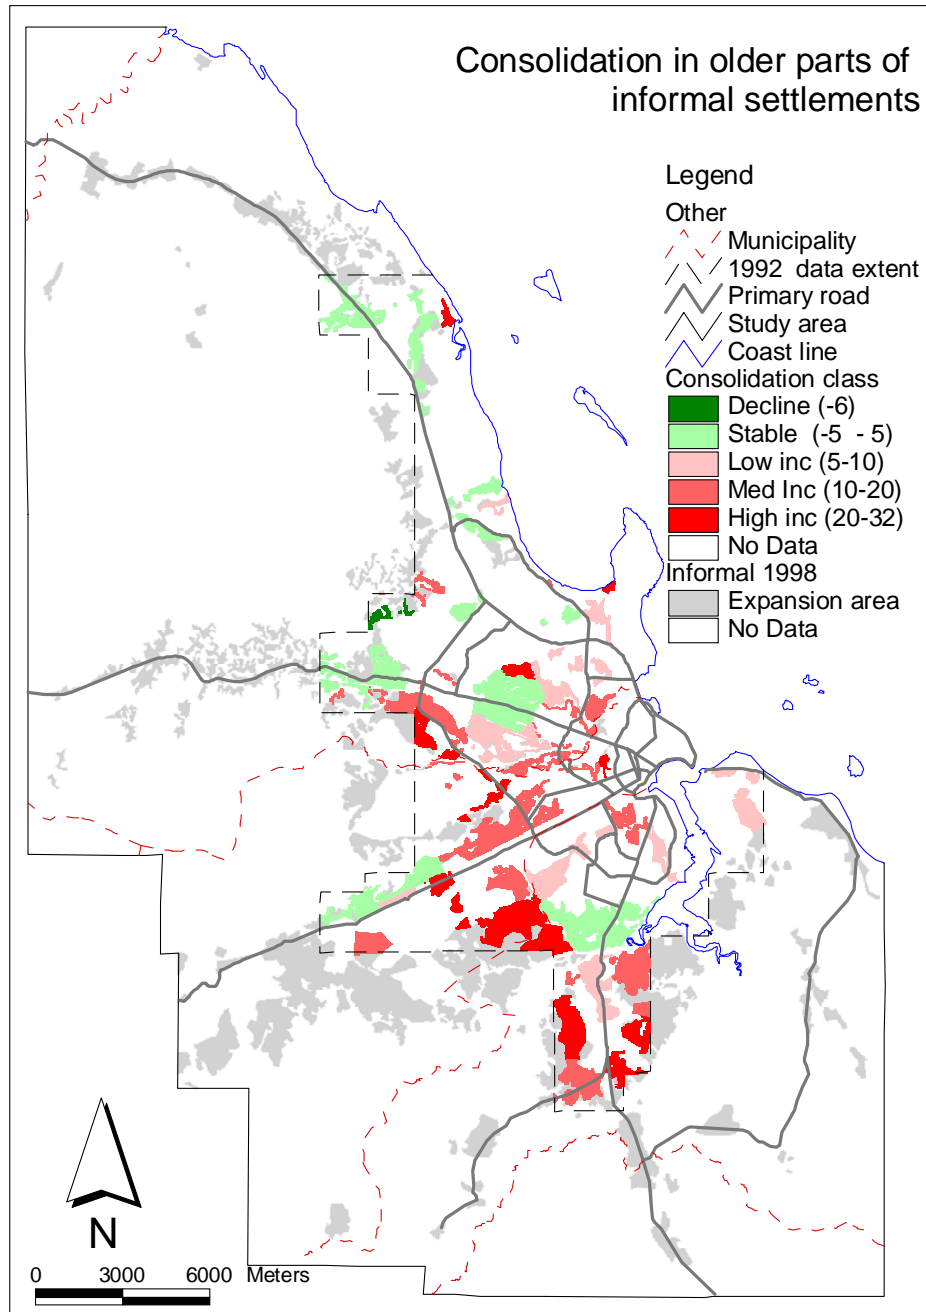 Consolidation in older parts of
informal settlements
Legend
Other
Municipality
1992 data extent
Primary road
Study area
Coast line
Consolidation class
Decline (-6)
Stable (-5 - 5)
Low inc (5-10)
Med Inc (10-20)
High inc (20-32)
No Data
Informal 1998
Expansion area
No Data
N
0 3000 6000 Meters